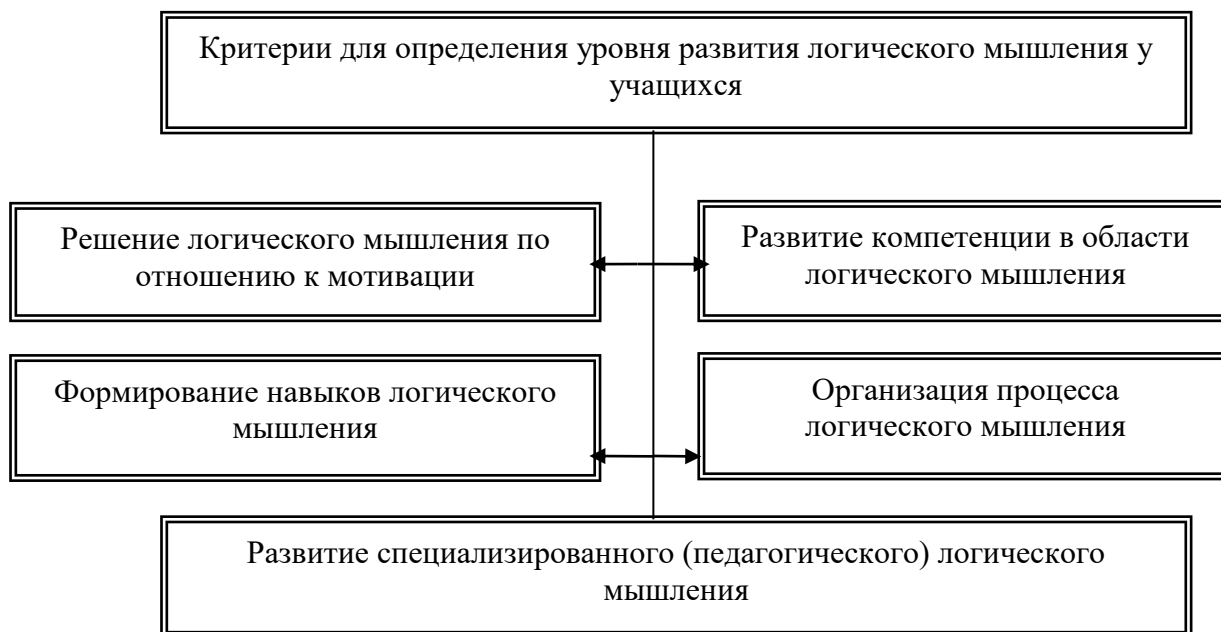 Критерии для определения уровня развития логического мышления у
учащихся
Решение логического мышления по
отношению к мотивации
Развитие компетенции в области
логического мышления
Формирование навыков логического
мышления
Организация процесса
логического мышления
Развитие специализированного (педагогического) логического
мышления